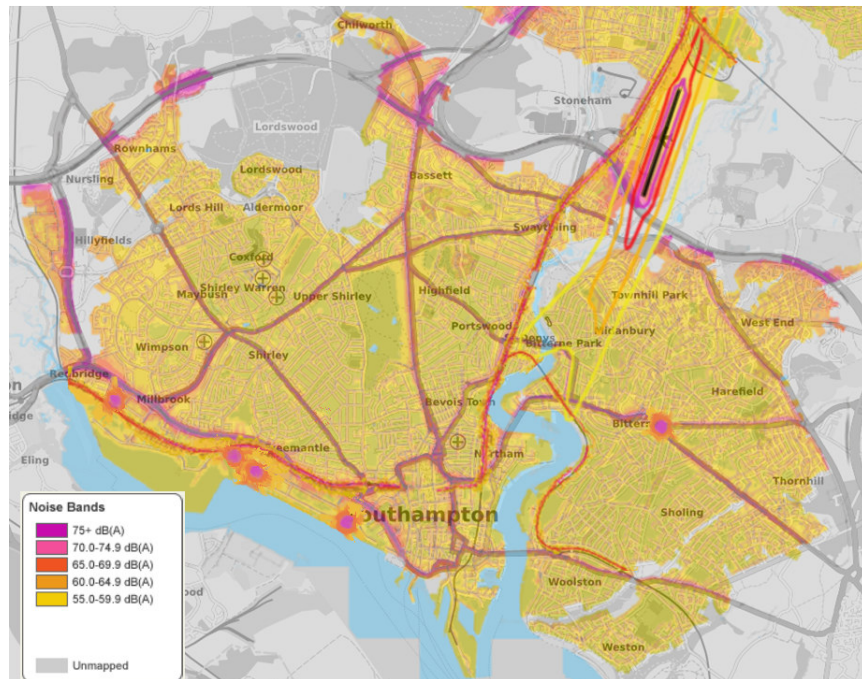 Chilworth
Stoneham
Lordswood
Rownhams
Lordswood
Bassett
Nursling
Lords Hill
Aldermoor
Swaythling
Hillyfields
Coxford
Shirley Warren
Maybush
Upper Shirley
Highfield
Townhill Park
Portswood
West End
Wimpson
Shirley
Bitterne Park
Redbridge
Harefield
Millbrook
Bevois Town
Eling
Northam
Thornhill
Southampton
Sholing
Noise Bands
75+ dB(A)
70.0-74.9 dB(A)
65.0-69.9 dB(A)
60.0-64.9 dB(A)
55.0-59.9 dB(A)
Woolston
Weston
Unmapped